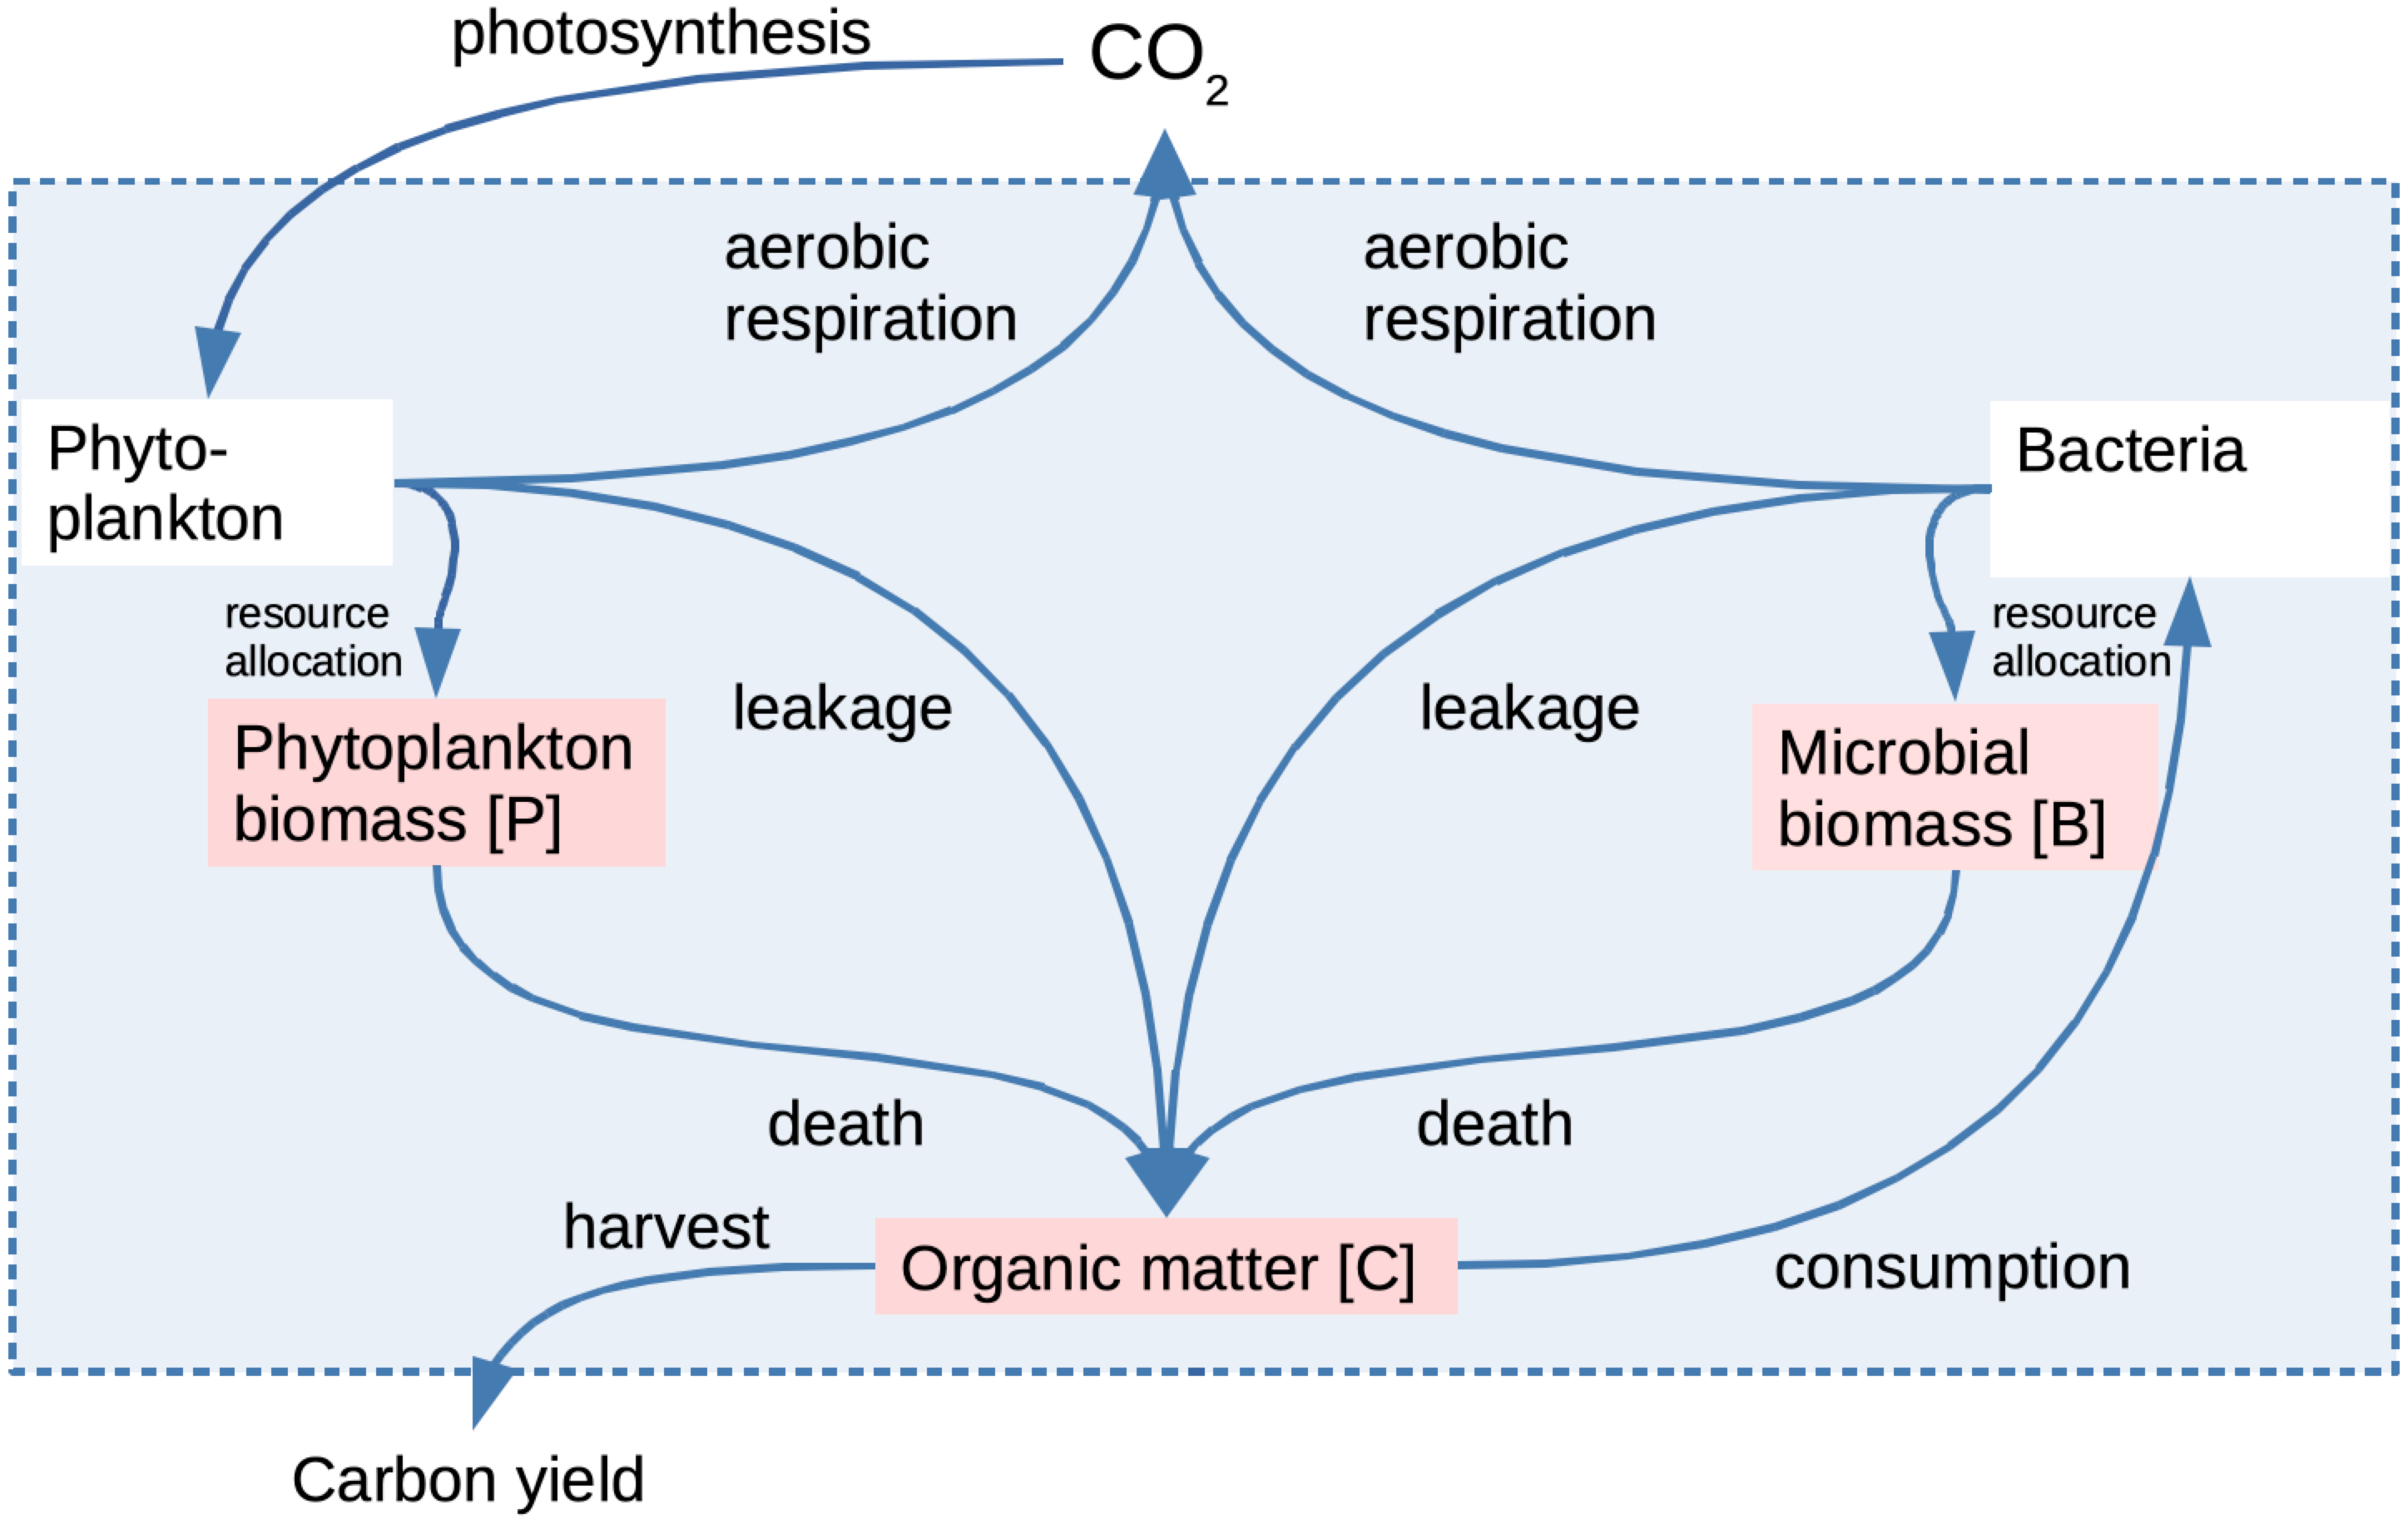 photosynthesis
CO2
aerobic
respiration
aerobic
respiration
Phyto-
plankton
Bacteria
resource
allocation
resource
allocation
leakage
leakage
Phytoplankton
biomass [P]
Microbial
biomass [B]
death
death
harvest
Organic matter [C]
consumption
Carbon yield